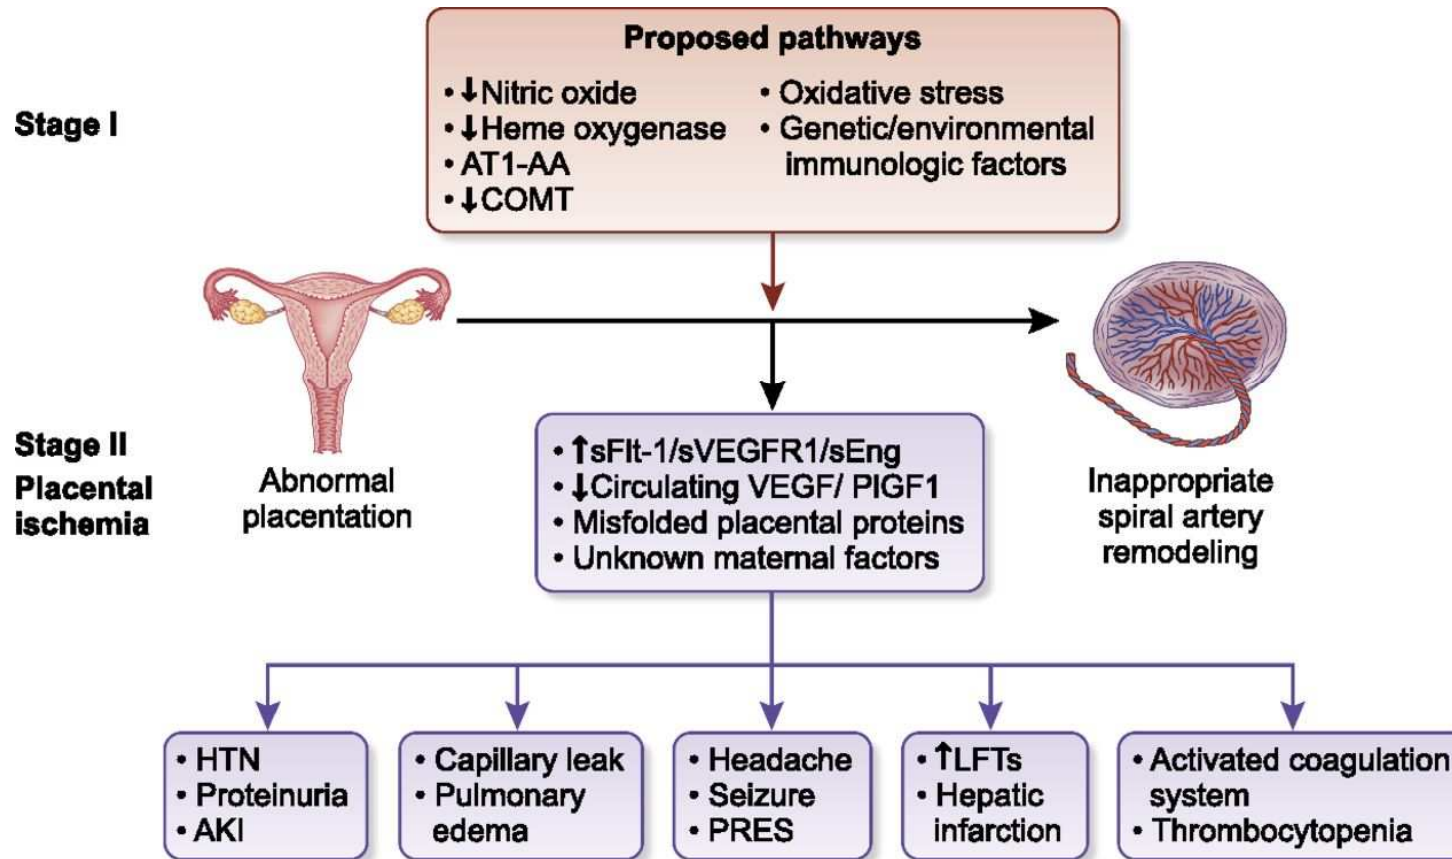 Proposed pathways
• ↓Nitric oxide
• ↓Heme oxygenase
• AT1-AA
• ↓COMT
• Oxidative stress
• Genetic/environmental
immunologic factors
Stage I
Stage II
Placental
ischemia
Abnormal
placentation
• ↑sFlt-1/sVEGFR1/sEng
• ↓Circulating VEGF/ PlGF1
• Misfolded placental proteins
• Unknown maternal factors
Inappropriate
spiral artery
remodeling
• HTN
• Proteinuria
• AKI
• Capillary leak
• Pulmonary
edema
• Headache
• Seizure
• PRES
• ↑LFTs
• Hepatic
infarction
• Activated coagulation
system
• Thrombocytopenia